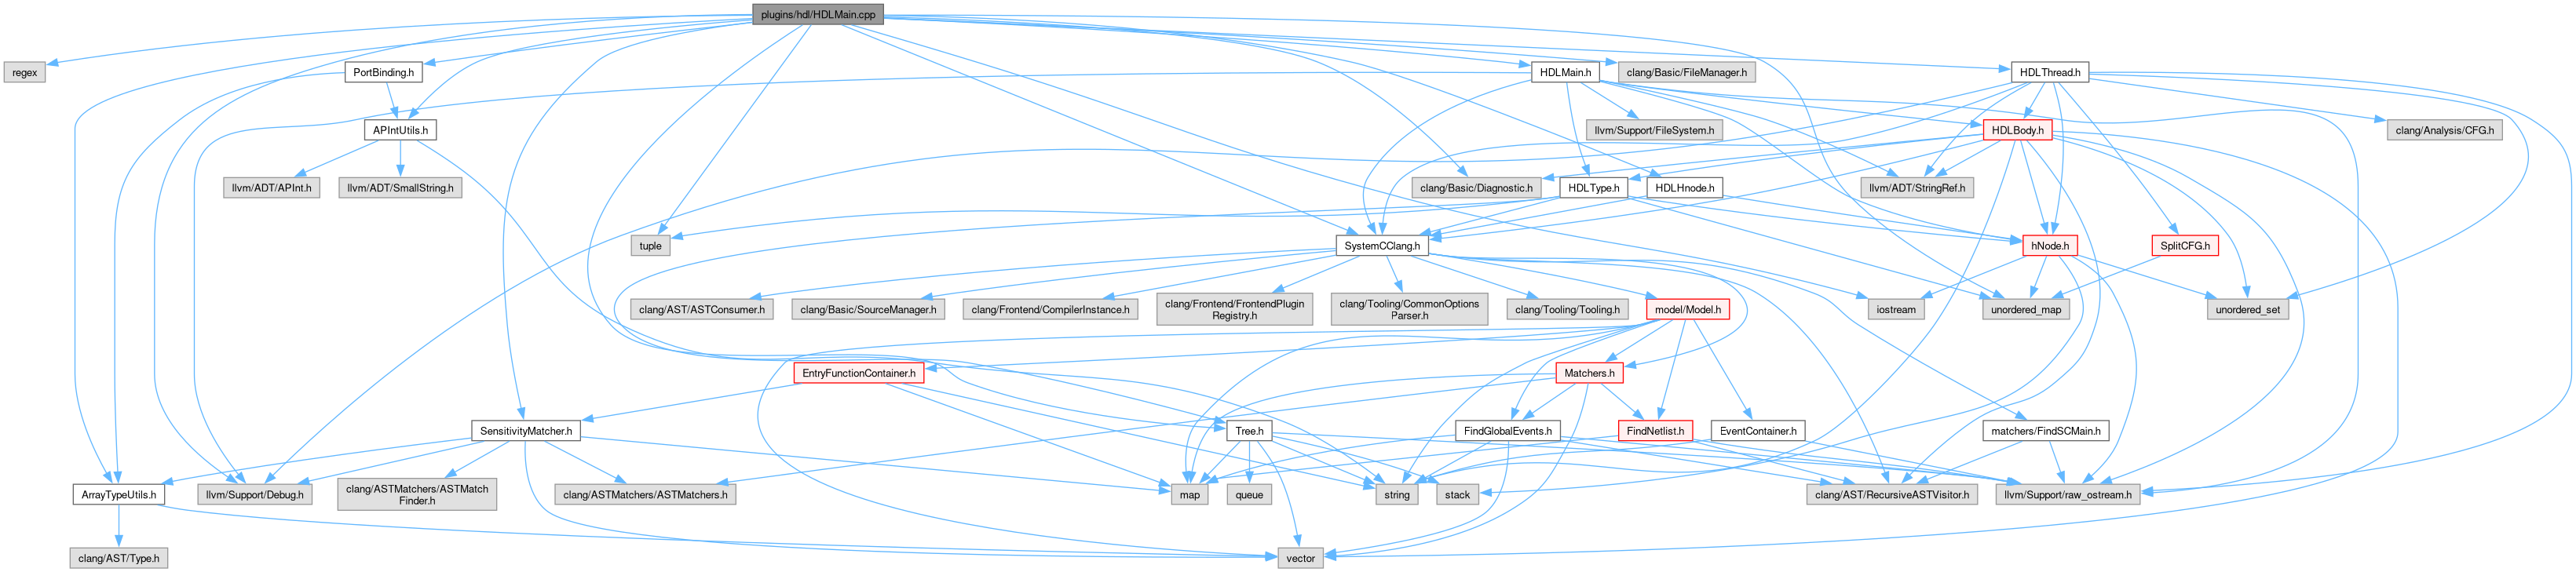 plugins/hdl/HDLMain.cpp
regex
PortBinding.h
HDLMain.h
clang/Basic/FileManager.h
HDLThread.h
APIntUtils.h
llvm/Support/FileSystem.h
HDLBody.h
clang/Analysis/CFG.h
llvm/ADT/APInt.h
llvm/ADT/SmallString.h
clang/Basic/Diagnostic.h
HDLType.h
HDLHnode.h
llvm/ADT/StringRef.h
tuple
SystemCClang.h
hNode.h
SplitCFG.h
clang/AST/ASTConsumer.h
clang/Basic/SourceManager.h
clang/Frontend/CompilerInstance.h
clang/Frontend/FrontendPlugin
Registry.h
clang/Tooling/CommonOptions
Parser.h
clang/Tooling/Tooling.h
model/Model.h
iostream
unordered_map
unordered_set
EntryFunctionContainer.h
Matchers.h
SensitivityMatcher.h
Tree.h
FindGlobalEvents.h
FindNetlist.h
EventContainer.h
matchers/FindSCMain.h
ArrayTypeUtils.h
llvm/Support/Debug.h
clang/ASTMatchers/ASTMatch
Finder.h
clang/ASTMatchers/ASTMatchers.h
map
queue
string
stack
clang/AST/RecursiveASTVisitor.h
llvm/Support/raw_ostream.h
clang/AST/Type.h
vector